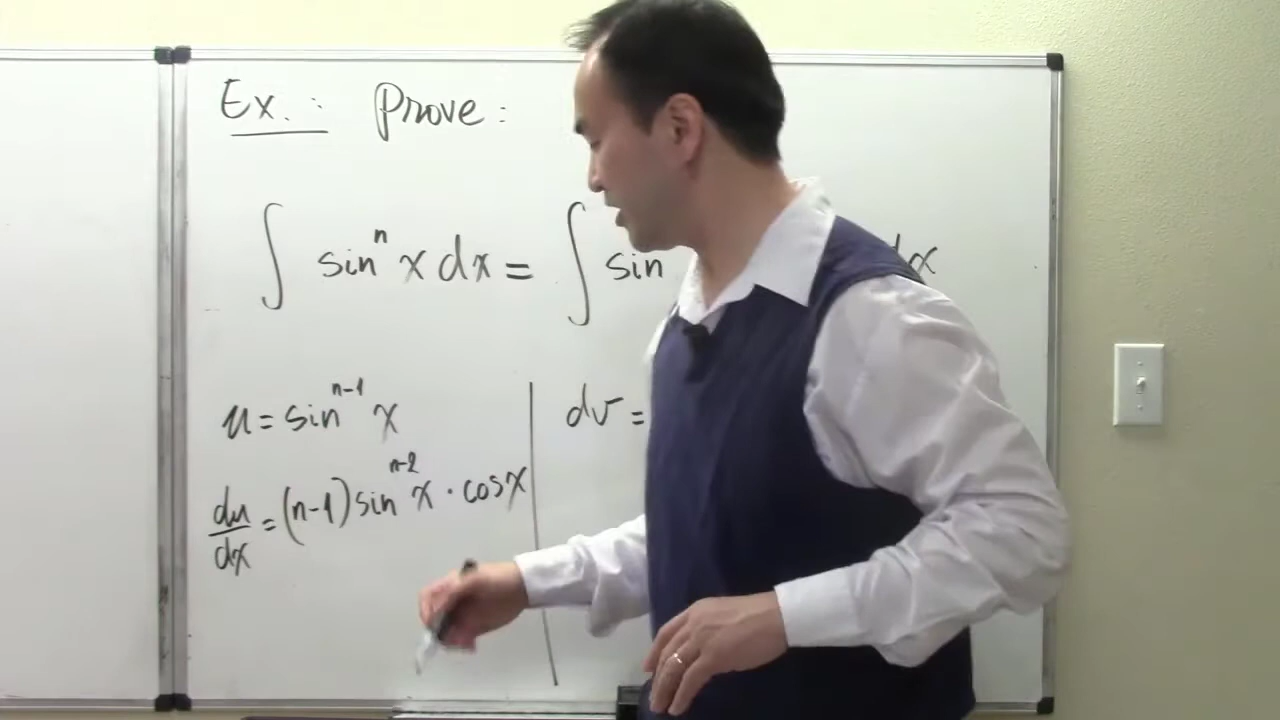 Ex. : Prove :
∫ sinⁿ x dx = ∫ sin dx
u = sinⁿ⁻¹ x dv =
du/dx = (n-1) sinⁿ⁻² x · cos x